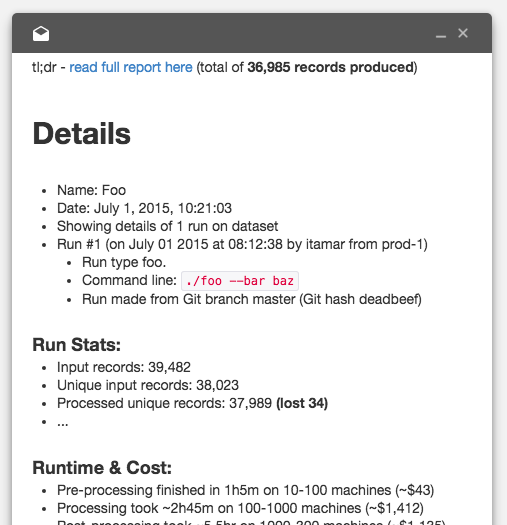 tl;dr - read full report here (total of 36,985 records produced)
Details
Name: Foo
Date: July 1, 2015, 10:21:03
Showing details of 1 run on dataset
Run #1 (on July 01 2015 at 08:12:38 by itamar from prod-1)
Run type foo.
Command line: ./foo --bar baz
Run made from Git branch master (Git hash deadbeef)
Run Stats:
Input records: 39,482
Unique input records: 38,023
Processed unique records: 37,989 (lost 34)
...
Runtime & Cost:
Pre-processing finished in 1h5m on 10-100 machines (~$43)
Processing took ~2h45m on 100-1000 machines (~$1,412)